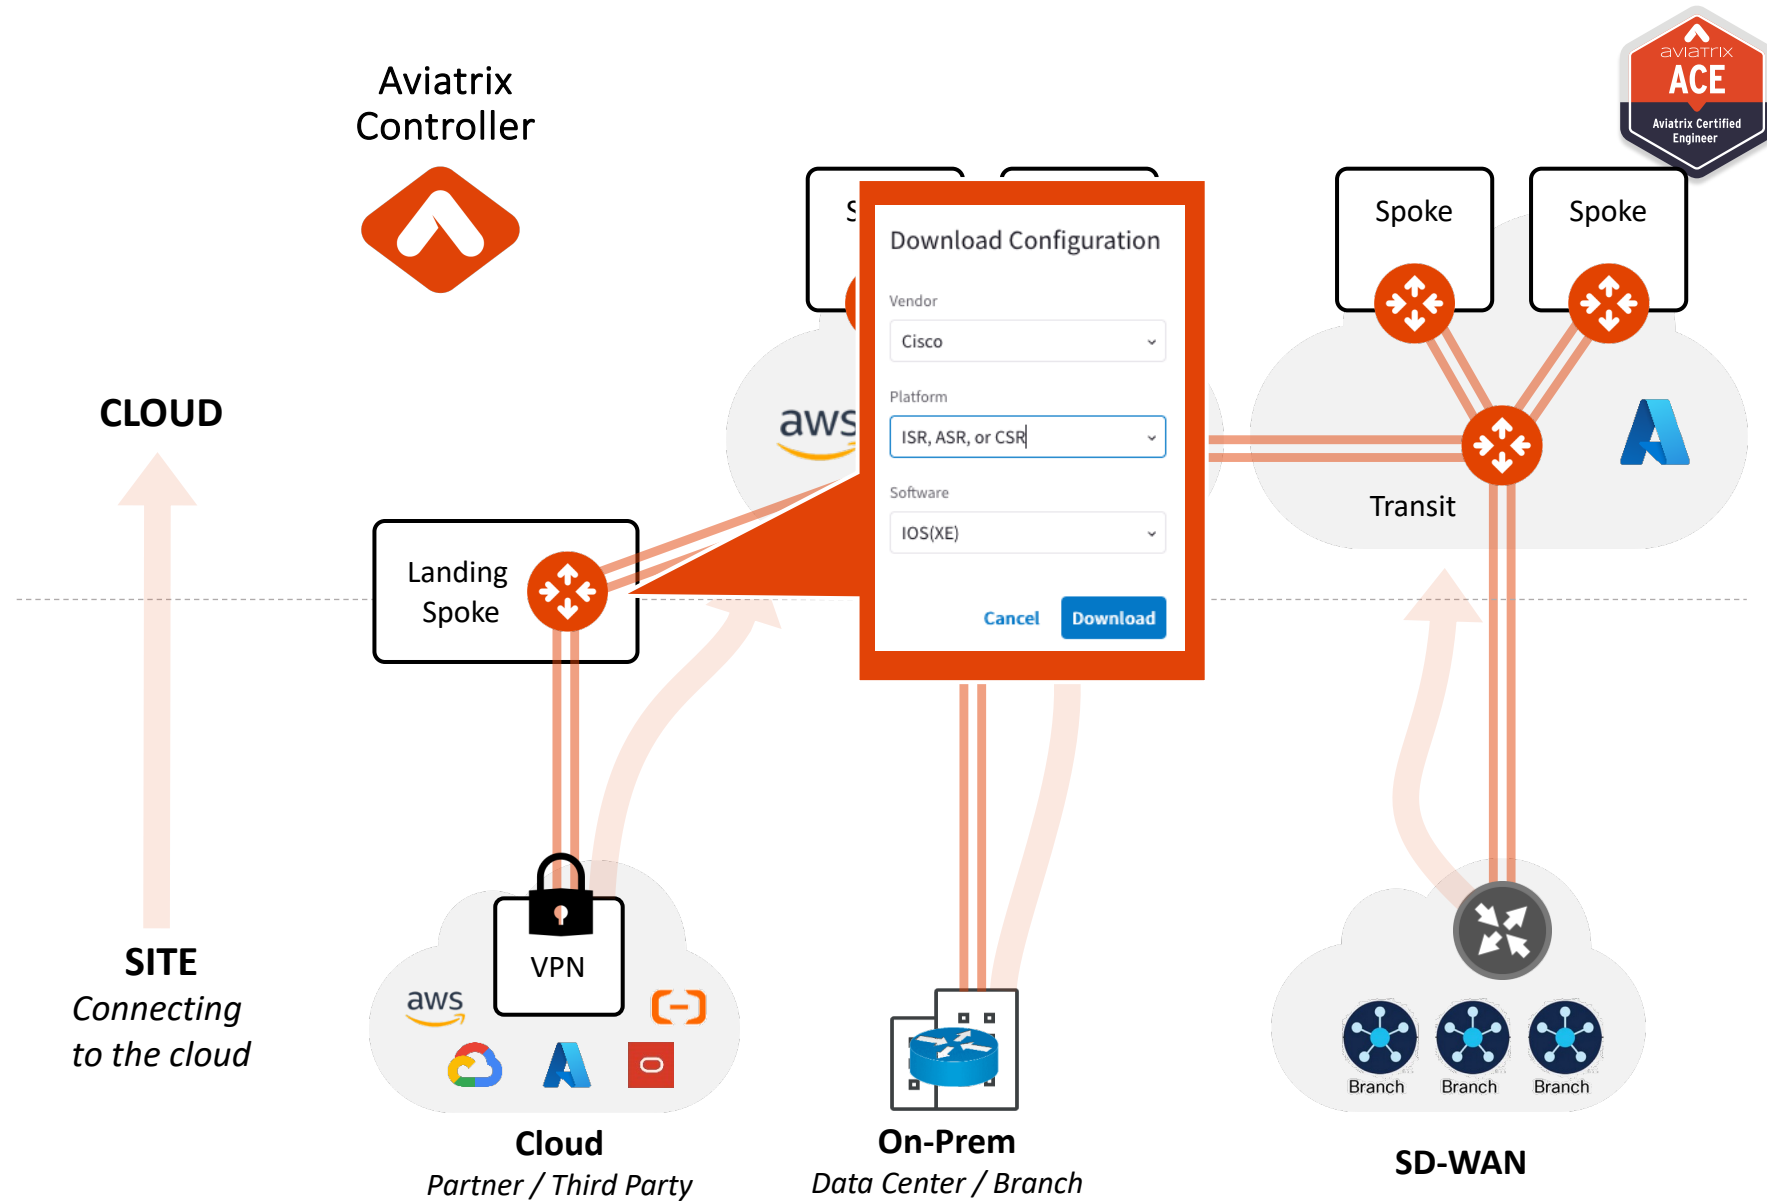 Aviatrix
Controller
aviatrix
ACE
Aviatrix Certified
Engineer
S
Spoke
Spoke
Download Configuration
Vendor
Cisco
Platform
ISR, ASR, or CSR
Software
IOS(XE)
Cancel
Download
CLOUD
aws
Transit
Landing
Spoke
SITE
Connecting
to the cloud
VPN
aws
Branch
Branch
Branch
Cloud
Partner / Third Party
On-Prem
Data Center / Branch
SD-WAN